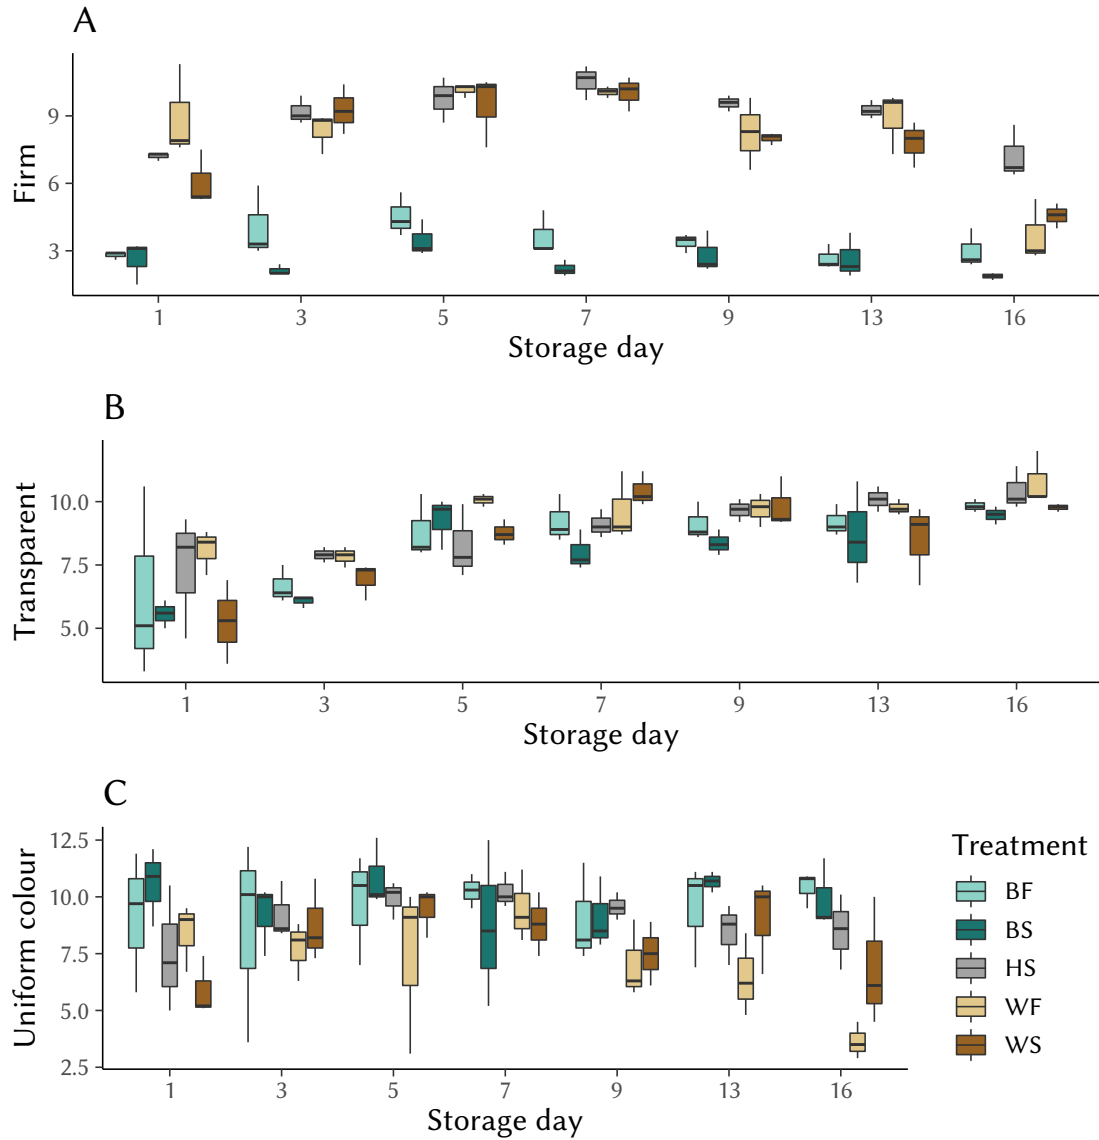 A
Firm
9
6
3
1 3 5 7 9 13 16
Storage day
B
Transparent
10.0
7.5
5.0
1 3 5 7 9 13 16
Storage day
C
Uniform colour
12.5
10.0
7.5
5.0
2.5
1 3 5 7 9 13 16
Storage day
Treatment
BF
BS
HS
WF
WS